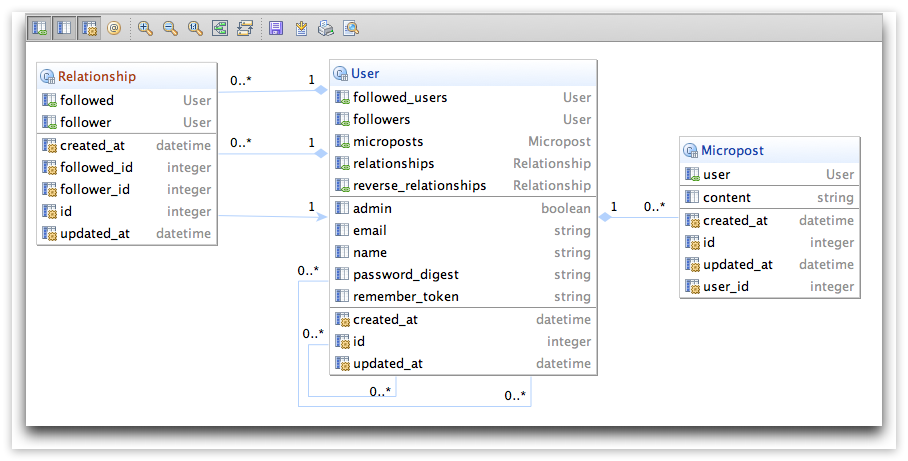 1:1
Relationship
followed User
follower User
created_at datetime
followed_id integer
follower_id integer
id integer
updated_at datetime
0..* 1
0..* 1
1
User
followed_users User
followers User
microposts Micropost
relationships Relationship
reverse_relationships Relationship
admin boolean
email string
name string
password_digest string
remember_token string
created_at datetime
id integer
updated_at datetime
0..*
0..*
0..*
0..*
1 0..*
Micropost
user User
content string
created_at datetime
id integer
updated_at datetime
user_id integer